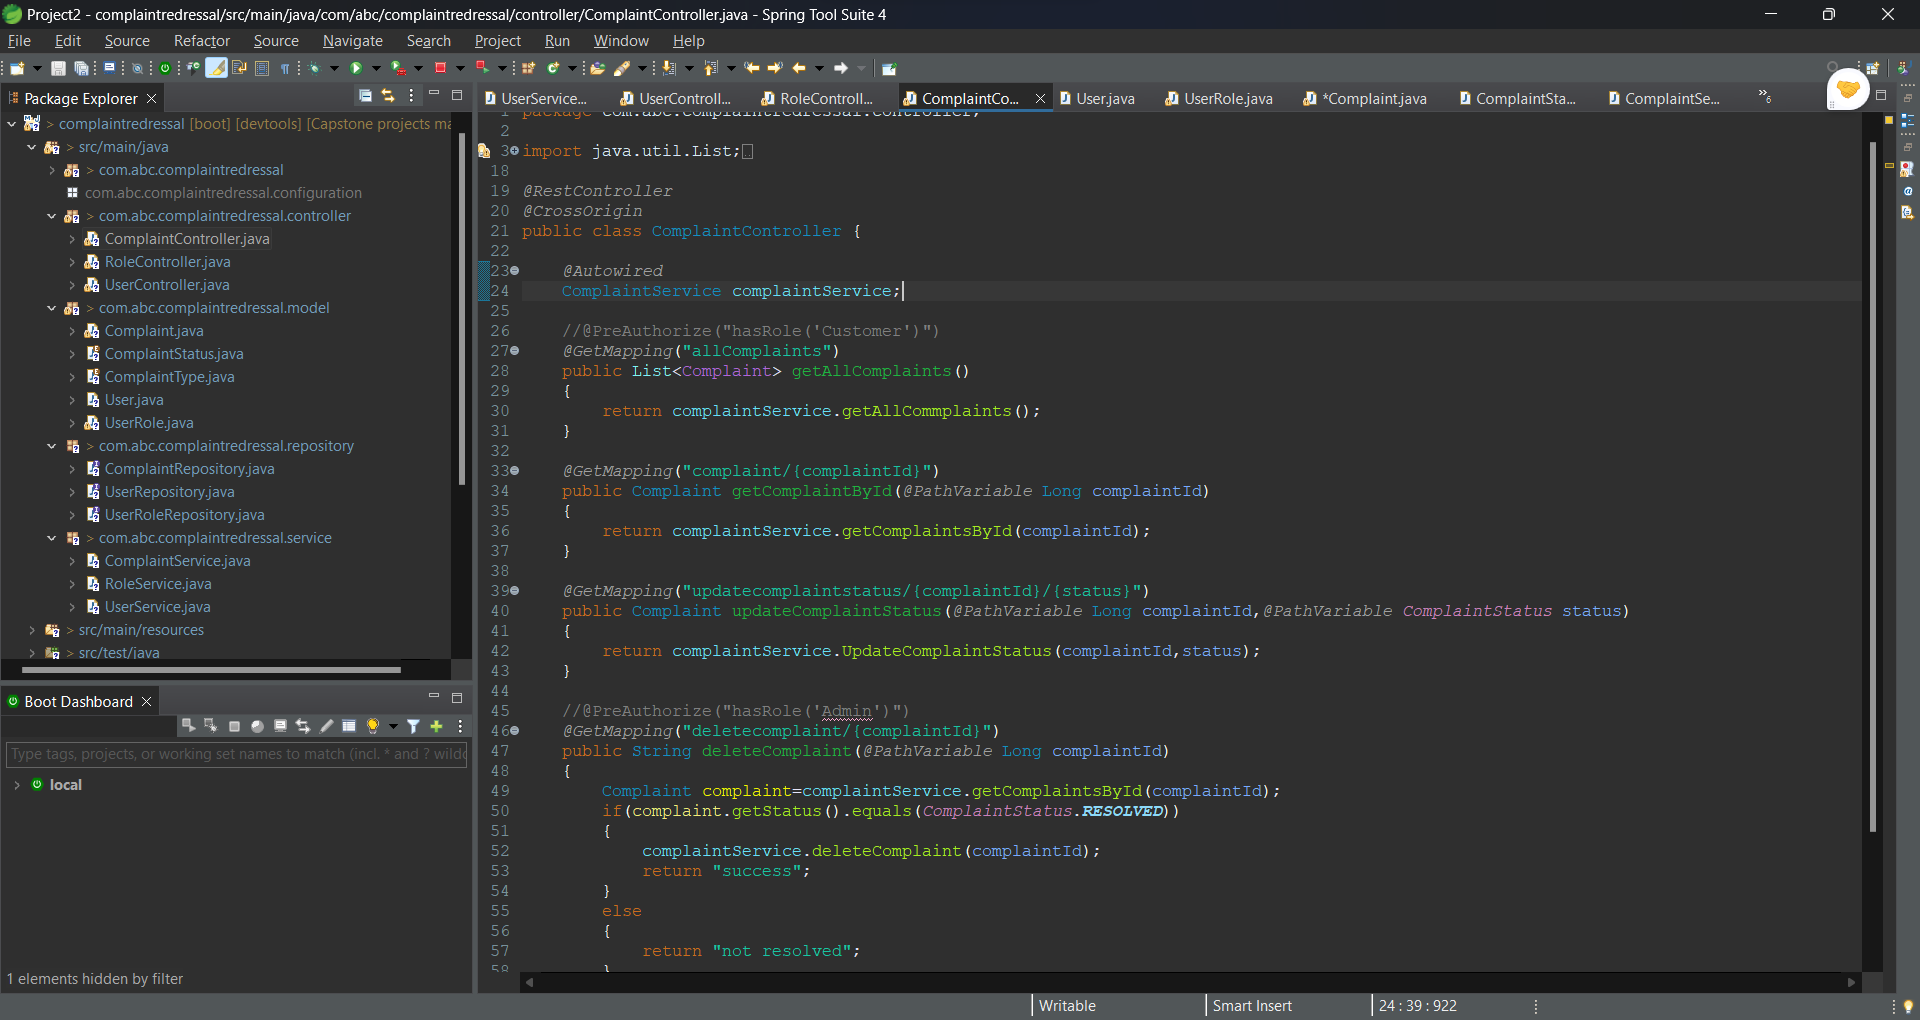 Project2 - complaintredressal/src/main/java/com/abc/complaintredressal/controller/ComplaintController.java - Spring Tool Suite 4
File Edit Source Refactor Source Navigate Search Project Run Window Help
Package Explorer
> complaintredressal [boot] [devtools] [Capstone projects ma
> src/main/java
> com.abc.complaintredressal
com.abc.complaintredressal.configuration
> com.abc.complaintredressal.controller
ComplaintController.java
RoleController.java
UserController.java
> com.abc.complaintredressal.model
Complaint.java
ComplaintStatus.java
ComplaintType.java
User.java
UserRole.java
> com.abc.complaintredressal.repository
ComplaintRepository.java
UserRepository.java
UserRoleRepository.java
> com.abc.complaintredressal.service
ComplaintService.java
RoleService.java
UserService.java
> src/main/resources
> src/test/java
Boot Dashboard
Type tags, projects, or working set names to match (incl. * and ? wildc
local
1 elements hidden by filter
UserService... UserControll... RoleControll... ComplaintCo... User.java UserRole.java *Complaint.java ComplaintSta... ComplaintSe... »6
1 package com.abc.complaintredressal.controller;
2
3 import java.util.List;
18
19 @RestController
20 @CrossOrigin
21 public class ComplaintController {
22
23 @Autowired
24 ComplaintService complaintService;
25
26 //@PreAuthorize("hasRole('Customer')")
27 @GetMapping("allComplaints")
28 public List<Complaint> getAllComplaints()
29 {
30 return complaintService.getAllCommplaints();
31 }
32
33 @GetMapping("complaint/{complaintId}")
34 public Complaint getComplaintById(@PathVariable Long complaintId)
35 {
36 return complaintService.getComplaintsById(complaintId);
37 }
38
39 @GetMapping("updatecomplaintstatus/{complaintId}/{status}")
40 public Complaint updateComplaintStatus(@PathVariable Long complaintId,@PathVariable ComplaintStatus status)
41 {
42 return complaintService.UpdateComplaintStatus(complaintId,status);
43 }
44
45 //@PreAuthorize("hasRole('Admin')")
46 @GetMapping("deletecomplaint/{complaintId}")
47 public String deleteComplaint(@PathVariable Long complaintId)
48 {
49 Complaint complaint=complaintService.getComplaintsById(complaintId);
50 if(complaint.getStatus().equals(ComplaintStatus.RESOLVED))
51 {
52 complaintService.deleteComplaint(complaintId);
53 return "success";
54 }
55 else
56 {
57 return "not resolved";
58 }
Writable Smart Insert 24 : 39 : 922